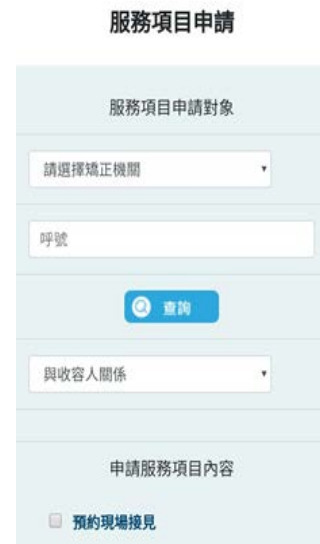 服務項目申請
服務項目申請對象
請選擇矯正機關
呼號
查詢
與收容人關係
申請服務項目內容
預約現場接見